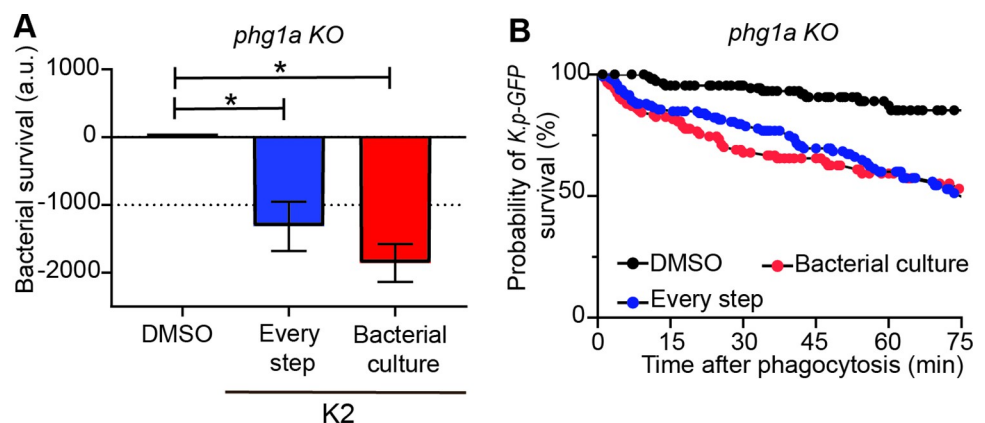 A
phg1a KO
Bacterial survival (a.u.)
1000
0
-1000
-2000
*
*
DMSO
Every
step
Bacterial
culture
K2
B
phg1a KO
Probability of K.p-GFP
survival (%)
100
50
0
DMSO
Bacterial culture
Every step
0
15
30
45
60
75
Time after phagocytosis (min)